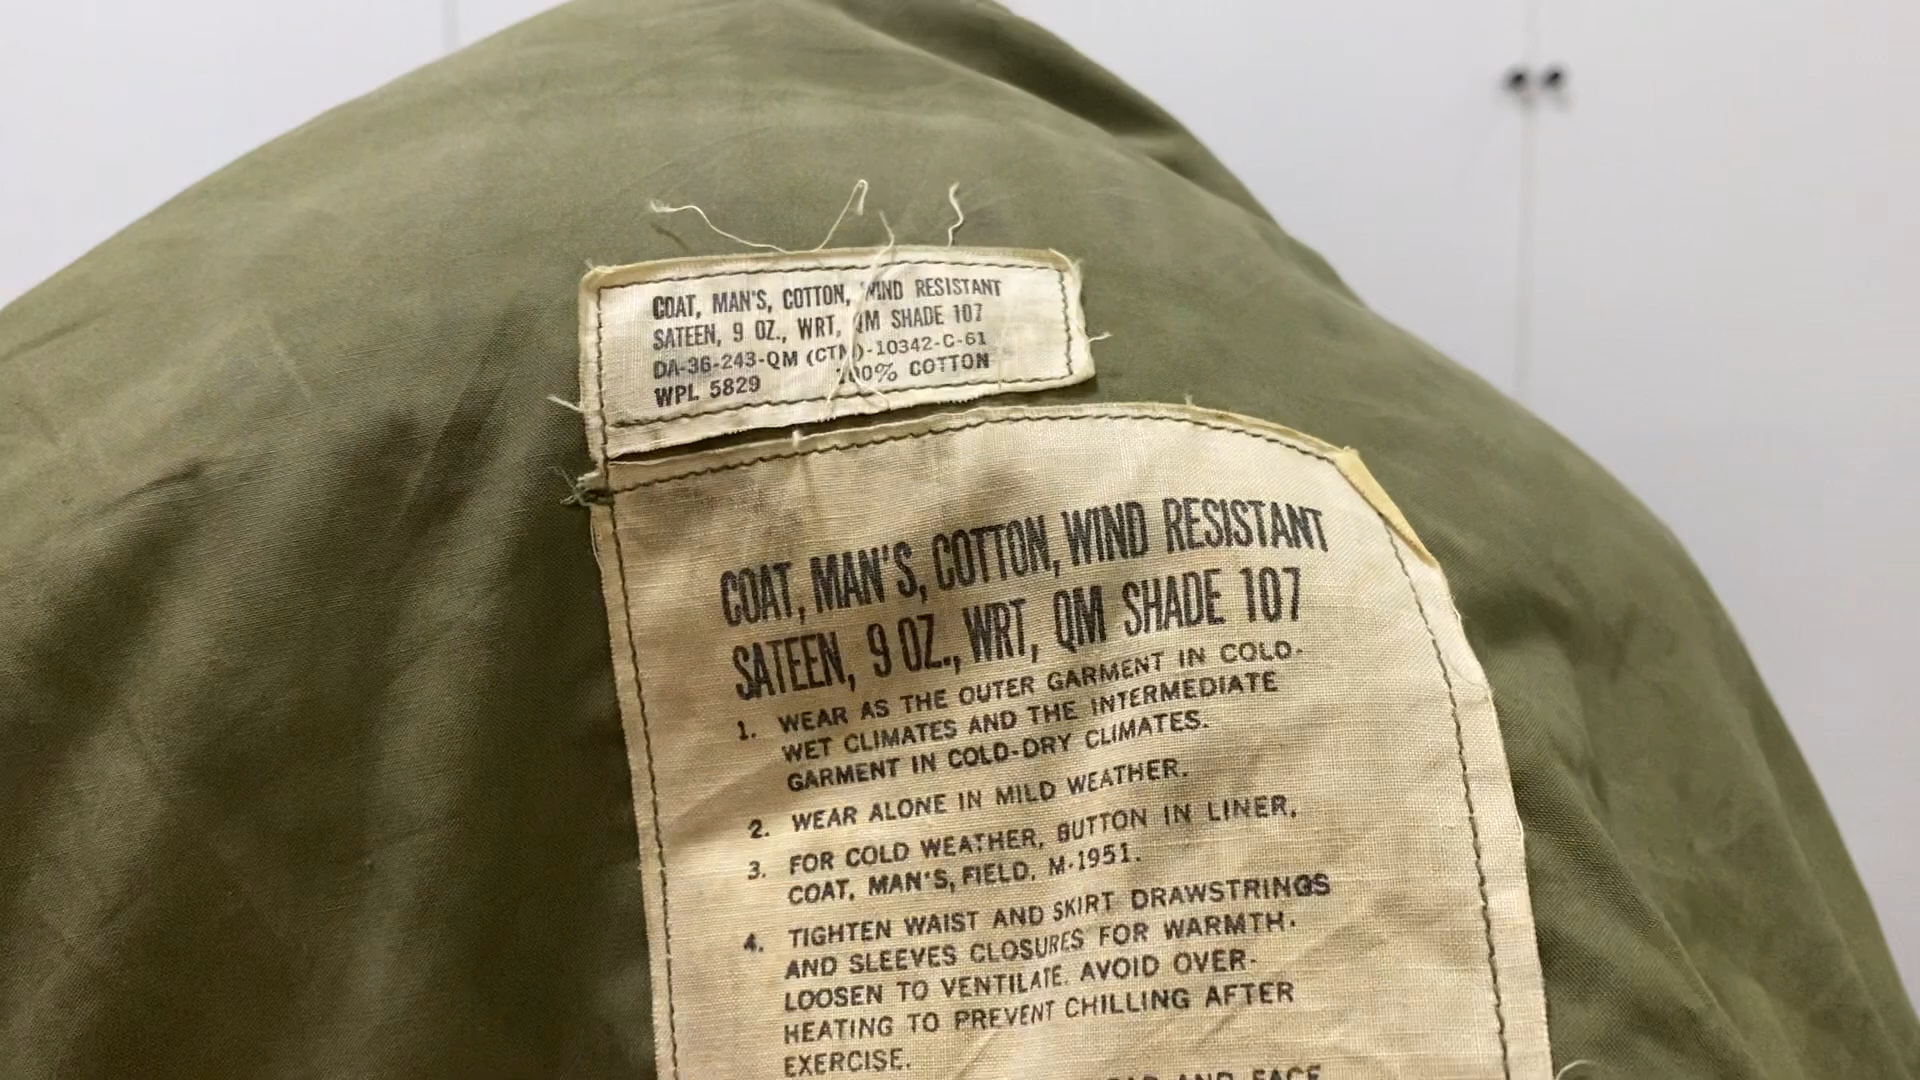 COAT, MAN'S, COTTON, WIND RESISTANT
SATEEN, 9 OZ., WRT, QM SHADE 107
DA-36-243-QM (CTM)-10342-C-61
WPL 5829 100% COTTON
COAT, MAN'S, COTTON, WIND RESISTANT
SATEEN, 9 OZ., WRT, QM SHADE 107
1. WEAR AS THE OUTER GARMENT IN COLD-
WET CLIMATES AND THE INTERMEDIATE
GARMENT IN COLD-DRY CLIMATES.
2. WEAR ALONE IN MILD WEATHER.
3. FOR COLD WEATHER, BUTTON IN LINER,
COAT, MAN'S, FIELD, M-1951.
4. TIGHTEN WAIST AND SKIRT DRAWSTRINGS
AND SLEEVES CLOSURES FOR WARMTH.
LOOSEN TO VENTILATE. AVOID OVER-
HEATING TO PREVENT CHILLING AFTER
EXERCISE.
AND FACE